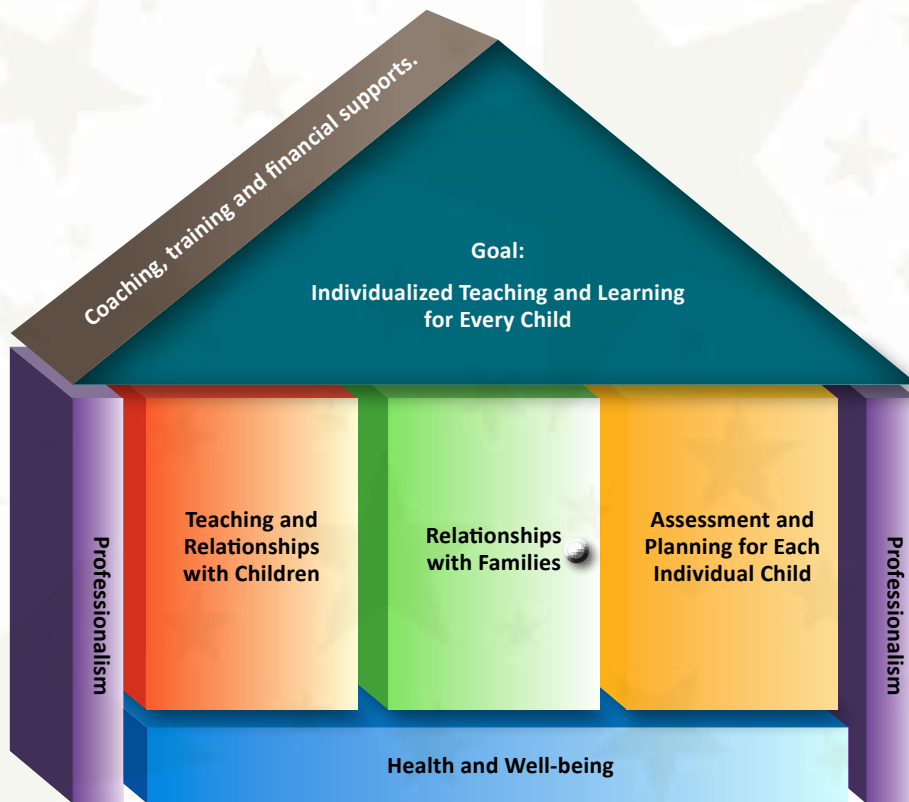 Coaching, training and financial supports.
Goal:
Individualized Teaching and Learning
for Every Child
Professionalism
Teaching and
Relationships
with Children
Relationships
with Families
Assessment and
Planning for Each
Individual Child
Professionalism
Health and Well-being